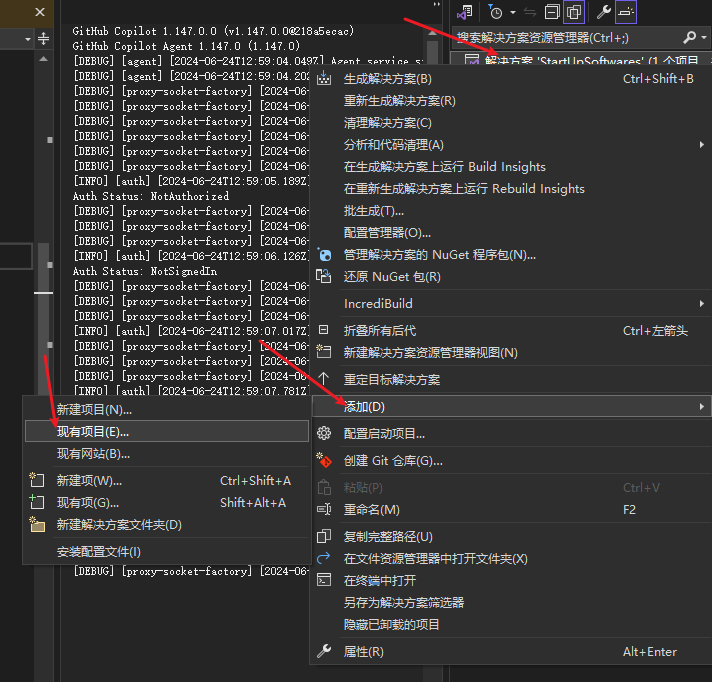 GitHub Copilot 1.147.0.0 (v1.147.0.0@218a5ecac)
GitHub Copilot Agent 1.147.0 (1.147.0)
[DEBUG] [agent] [2024-06-24T12:59:04.049Z] Agent service s
[DEBUG] [agent] [2024-06-24T12:59:04.202
[DEBUG] [proxy-socket-factory] [2024-06-
[DEBUG] [proxy-socket-factory] [2024-06-
[DEBUG] [proxy-socket-factory] [2024-06-
[DEBUG] [proxy-socket-factory] [2024-06-
[DEBUG] [proxy-socket-factory] [2024-06-
[DEBUG] [proxy-socket-factory] [2024-06-
[INFO] [auth] [2024-06-24T12:59:05.189Z]
Auth Status: NotAuthorized
[DEBUG] [proxy-socket-factory] [2024-06-
[DEBUG] [proxy-socket-factory] [2024-06-
[DEBUG] [proxy-socket-factory] [2024-06-
[INFO] [auth] [2024-06-24T12:59:06.126Z]
Auth Status: NotSignedIn
[DEBUG] [proxy-socket-factory] [2024-06-
[DEBUG] [proxy-socket-factory] [2024-06-
[DEBUG] [proxy-socket-factory] [2024-06-
[INFO] [auth] [2024-06-24T12:59:07.017Z]
[DEBUG] [proxy-socket-factory] [2024-06-
[DEBUG] [proxy-socket-factory] [2024-06-
[DEBUG] [proxy-socket-factory] [2024-06-
[INFO] [auth] [2024-06-24T12:59:07.781Z]
[DEBUG] [proxy-socket-factory] [2024-06-
搜索解决方案资源管理器(Ctrl+;)
解决方案 'StartUpSoftwares' (1 个项目
生成解决方案(B) Ctrl+Shift+B
重新生成解决方案(R)
清理解决方案(C)
分析和代码清理(A)
在生成解决方案上运行 Build Insights
在重新生成解决方案上运行 Rebuild Insights
批生成(T)...
配置管理器(O)...
管理解决方案的 NuGet 程序包(N)...
还原 NuGet 包(R)
IncrediBuild
折叠所有后代 Ctrl+左箭头
新建解决方案资源管理器视图(N)
重定目标解决方案
添加(D)
配置启动项目...
创建 Git 仓库(G)...
粘贴(P) Ctrl+V
重命名(M) F2
复制完整路径(U)
在文件资源管理器中打开文件夹(X)
在终端中打开
另存为解决方案筛选器
隐藏已卸载的项目
属性(R) Alt+Enter
新建项目(N)...
现有项目(E)...
现有网站(B)...
新建项(W)... Ctrl+Shift+A
现有项(G)... Shift+Alt+A
新建解决方案文件夹(D)
安装配置文件(I)